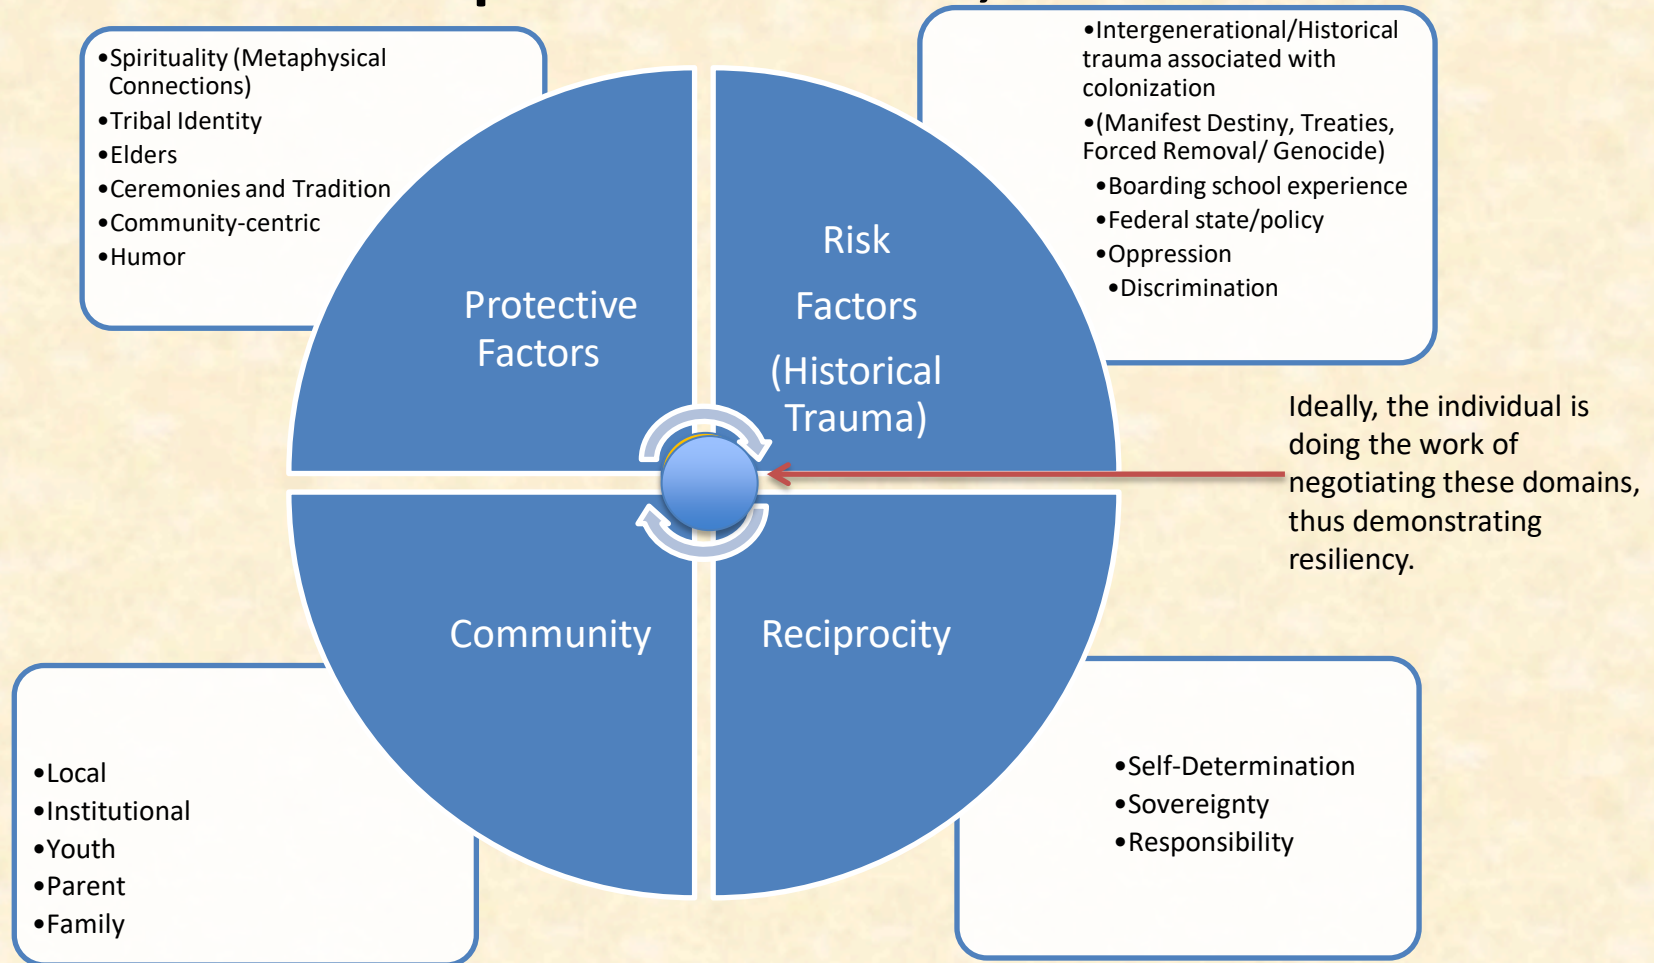 •Spirituality (Metaphysical
Connections)
•Tribal Identity
•Elders
•Ceremonies and Tradition
•Community-centric
•Humor
•Intergenerational/Historical
trauma associated with
colonization
•(Manifest Destiny, Treaties,
Forced Removal/ Genocide)
•Boarding school experience
•Federal state/policy
•Oppression
•Discrimination
Protective
Factors
Risk
Factors
(Historical
Trauma)
Ideally, the individual is
doing the work of
negotiating these domains,
thus demonstrating
resiliency.
Community
Reciprocity
•Local
•Institutional
•Youth
•Parent
•Family
•Self-Determination
•Sovereignty
•Responsibility